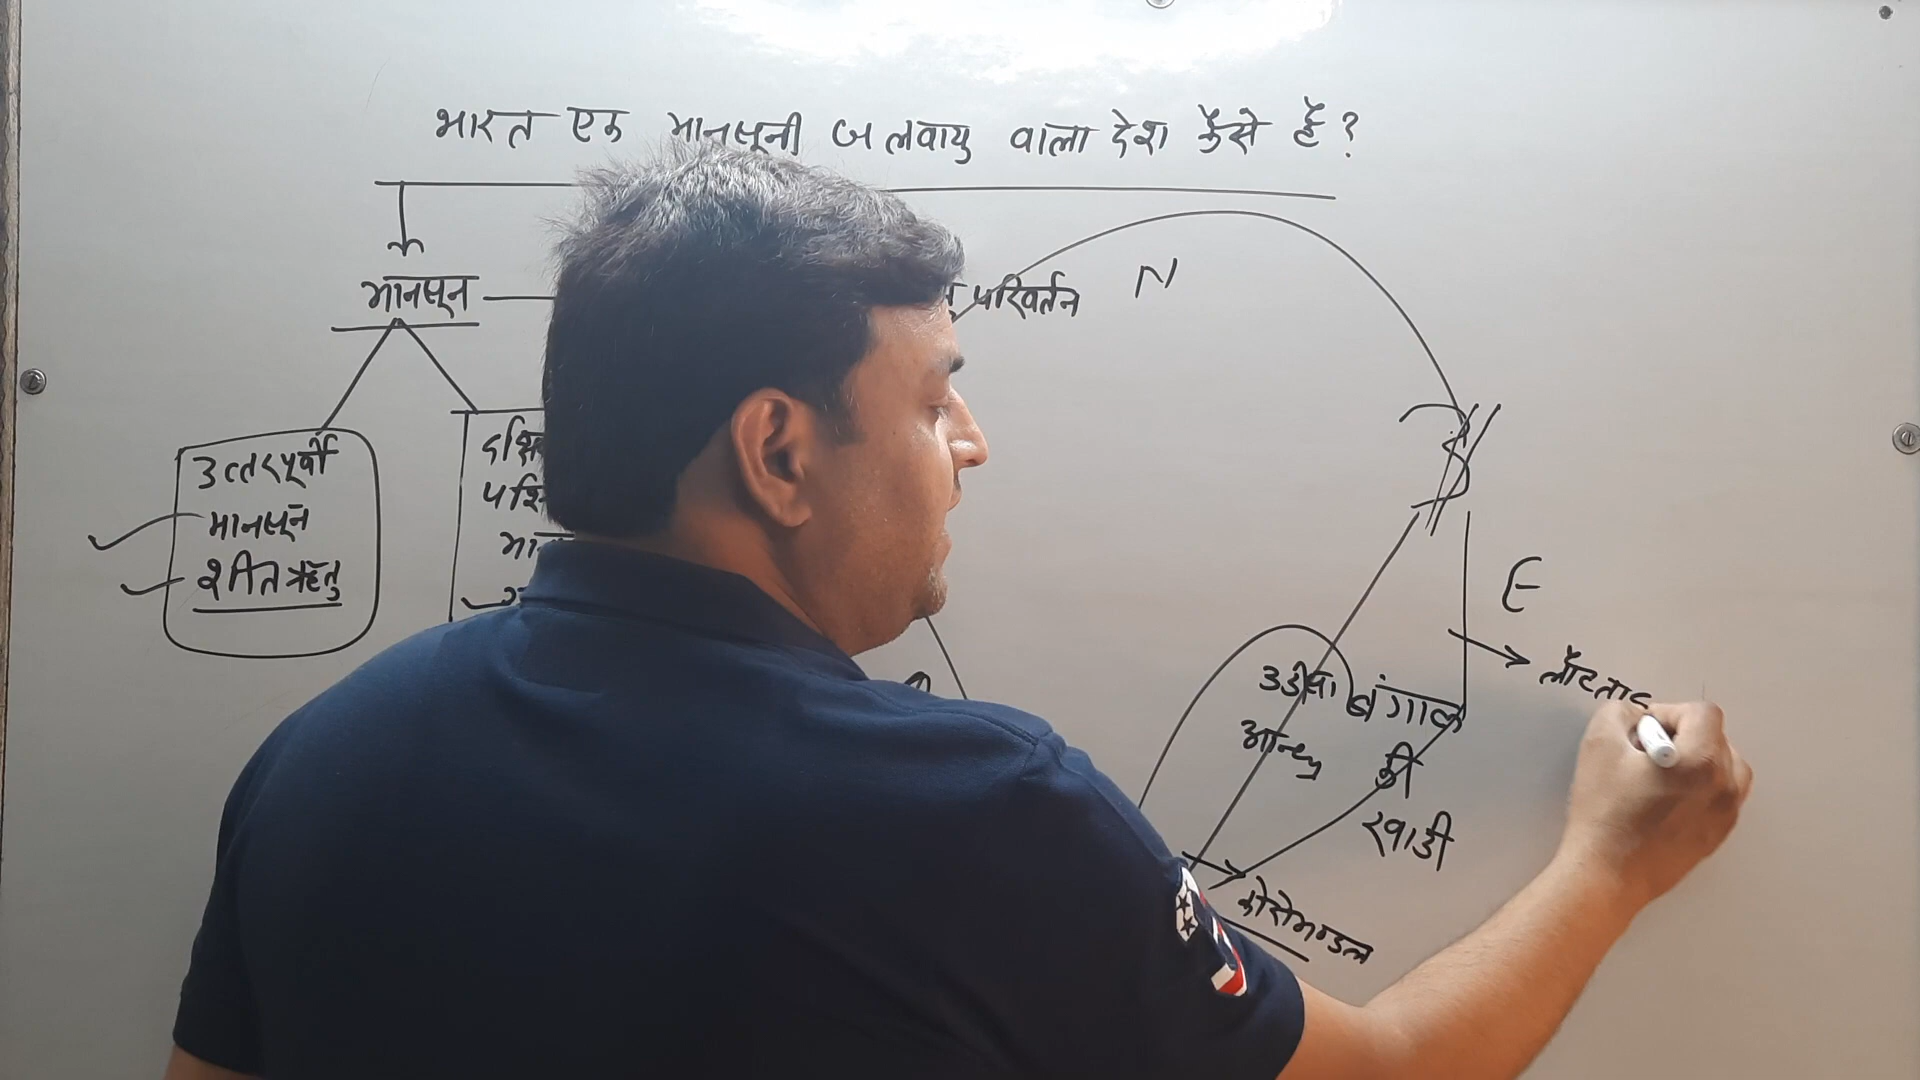 भारत एक मानसूनी जलवायु वाला देश कैसे है?
मानसून
परिवर्तन
N
उत्तरपूर्वी
मानसून
शीतऋतु
E
लौटता
उडीसा
आन्ध्र
बंगाल
की
खाडी
कोरोमण्डल